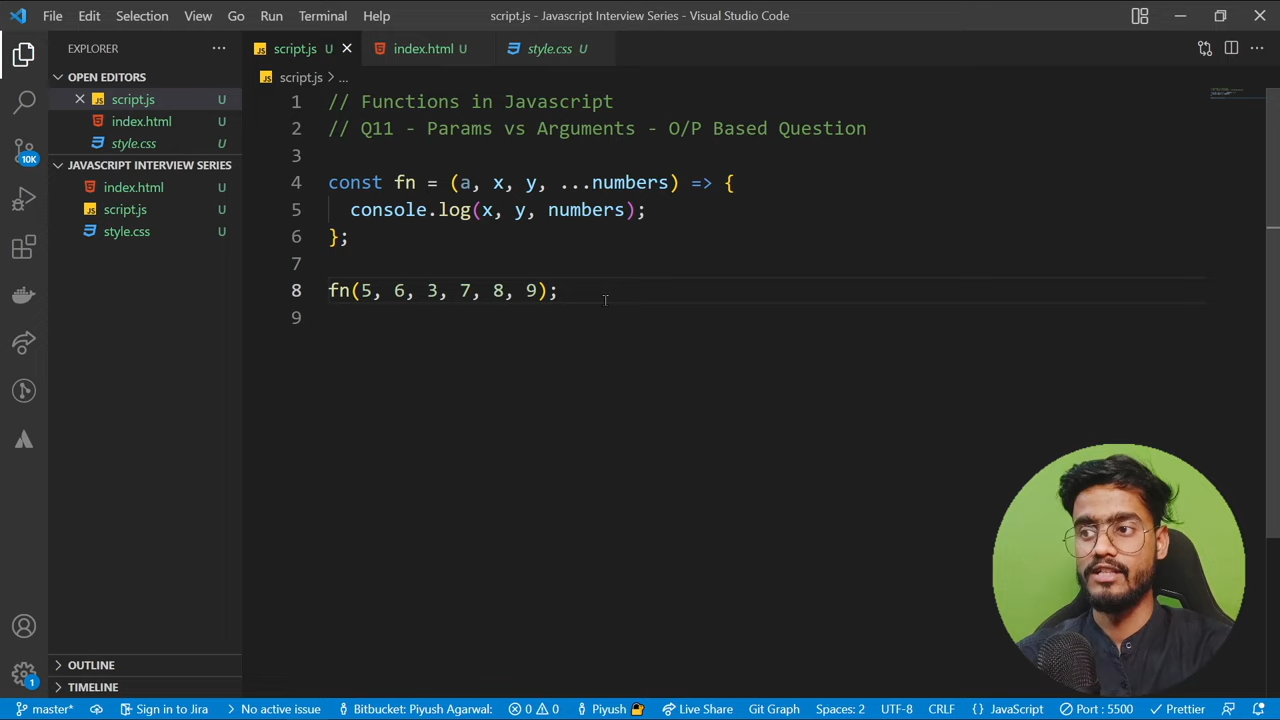 File Edit Selection View Go Run Terminal Help script.js - Javascript Interview Series - Visual Studio Code
EXPLORER ...
script.js U
index.html U
style.css U
OPEN EDITORS
script.js U
index.html U
style.css U
JAVASCRIPT INTERVIEW SERIES
index.html
script.js
style.css
10K
OUTLINE
TIMELINE
1
script.js > ...
1 // Functions in Javascript
2 // Q11 - Params vs Arguments - O/P Based Question
3
4 const fn = (a, x, y, ...numbers) => {
5 console.log(x, y, numbers);
6 };
7
8 fn(5, 6, 3, 7, 8, 9);
9
master* Sign in to Jira No active issue Bitbucket: Piyush Agarwal: 0 0 Piyush Live Share Git Graph Spaces: 2 UTF-8 CRLF {} JavaScript Port : 5500 Prettier